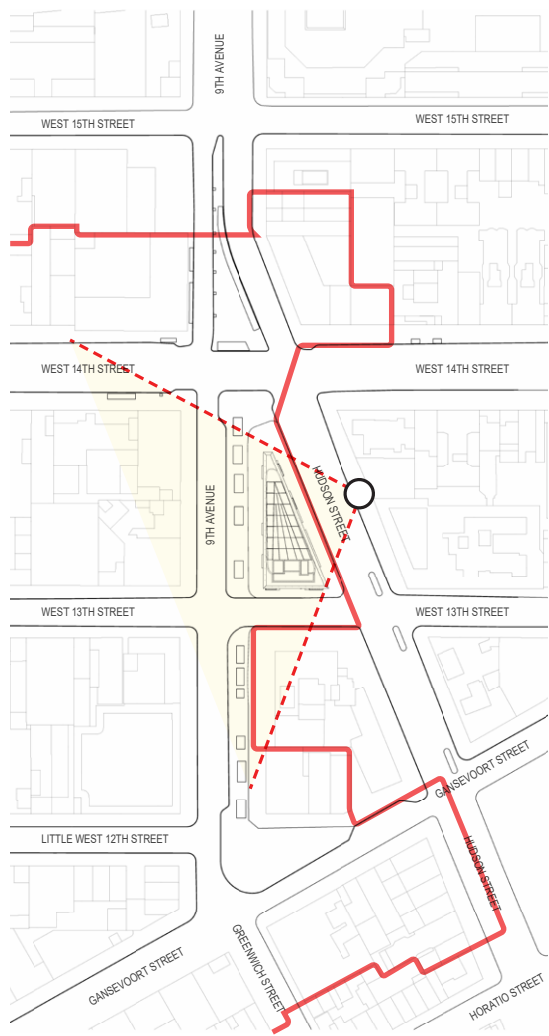 9TH AVENUE
WEST 15TH STREET
WEST 15TH STREET
WEST 14TH STREET
WEST 14TH STREET
HUDSON STREET
9TH AVENUE
WEST 13TH STREET
WEST 13TH STREET
GANSEVOORT STREET
LITTLE WEST 12TH STREET
HUDSON STREET
GREENWICH STREET
GANSEVOORT STREET
HORATIO STREET